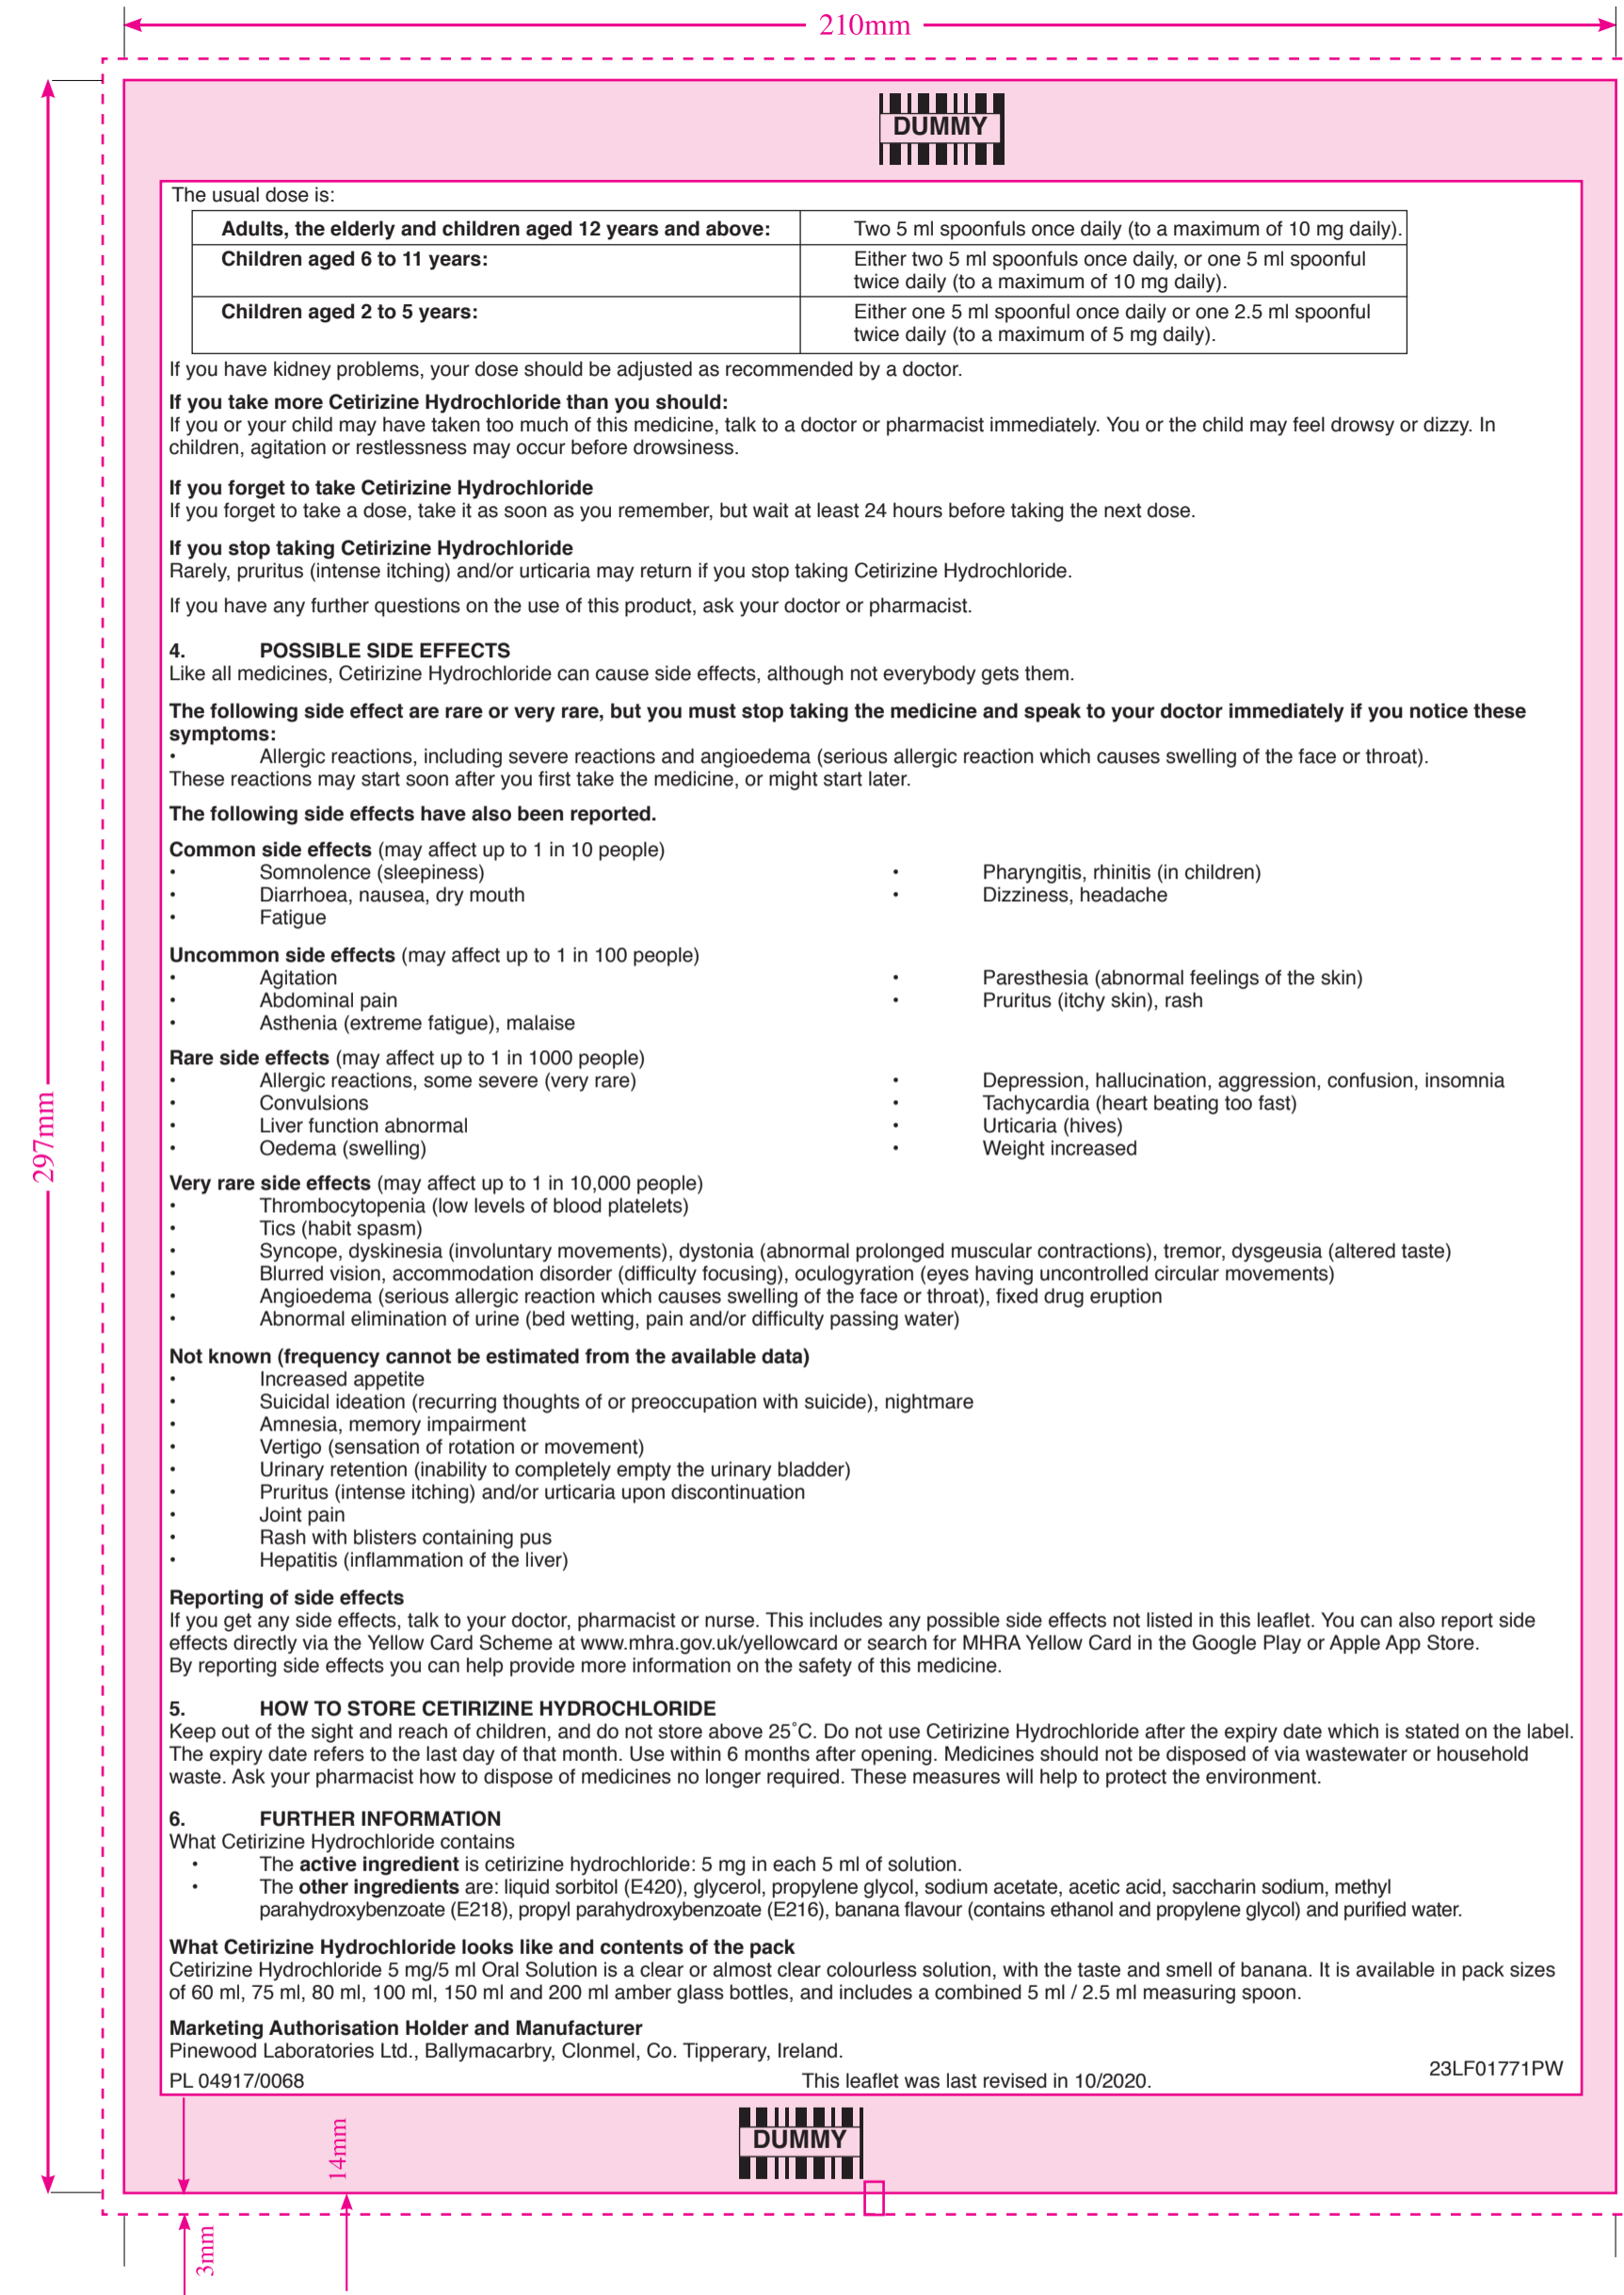 210mm
DUMMY
The usual dose is:
Adults, the elderly and children aged 12 years and above: Two 5 ml spoonfuls once daily (to a maximum of 10 mg daily).
Children aged 6 to 11 years: Either two 5 ml spoonfuls once daily, or one 5 ml spoonful
twice daily (to a maximum of 10 mg daily).
Children aged 2 to 5 years: Either one 5 ml spoonful once daily or one 2.5 ml spoonful
twice daily (to a maximum of 5 mg daily).
If you have kidney problems, your dose should be adjusted as recommended by a doctor.
If you take more Cetirizine Hydrochloride than you should:
If you or your child may have taken too much of this medicine, talk to a doctor or pharmacist immediately. You or the child may feel drowsy or dizzy. In
children, agitation or restlessness may occur before drowsiness.
If you forget to take Cetirizine Hydrochloride
If you forget to take a dose, take it as soon as you remember, but wait at least 24 hours before taking the next dose.
If you stop taking Cetirizine Hydrochloride
Rarely, pruritus (intense itching) and/or urticaria may return if you stop taking Cetirizine Hydrochloride.
If you have any further questions on the use of this product, ask your doctor or pharmacist.
4. POSSIBLE SIDE EFFECTS
Like all medicines, Cetirizine Hydrochloride can cause side effects, although not everybody gets them.
The following side effect are rare or very rare, but you must stop taking the medicine and speak to your doctor immediately if you notice these
symptoms:
• Allergic reactions, including severe reactions and angioedema (serious allergic reaction which causes swelling of the face or throat).
These reactions may start soon after you first take the medicine, or might start later.
The following side effects have also been reported.
Common side effects (may affect up to 1 in 10 people)
• Somnolence (sleepiness)
• Diarrhoea, nausea, dry mouth
• Fatigue
• Pharyngitis, rhinitis (in children)
• Dizziness, headache
Uncommon side effects (may affect up to 1 in 100 people)
• Agitation
• Abdominal pain
• Asthenia (extreme fatigue), malaise
• Paresthesia (abnormal feelings of the skin)
• Pruritus (itchy skin), rash
Rare side effects (may affect up to 1 in 1000 people)
• Allergic reactions, some severe (very rare)
• Convulsions
• Liver function abnormal
• Oedema (swelling)
• Depression, hallucination, aggression, confusion, insomnia
• Tachycardia (heart beating too fast)
• Urticaria (hives)
• Weight increased
Very rare side effects (may affect up to 1 in 10,000 people)
• Thrombocytopenia (low levels of blood platelets)
• Tics (habit spasm)
• Syncope, dyskinesia (involuntary movements), dystonia (abnormal prolonged muscular contractions), tremor, dysgeusia (altered taste)
• Blurred vision, accommodation disorder (difficulty focusing), oculogyration (eyes having uncontrolled circular movements)
• Angioedema (serious allergic reaction which causes swelling of the face or throat), fixed drug eruption
• Abnormal elimination of urine (bed wetting, pain and/or difficulty passing water)
Not known (frequency cannot be estimated from the available data)
• Increased appetite
• Suicidal ideation (recurring thoughts of or preoccupation with suicide), nightmare
• Amnesia, memory impairment
• Vertigo (sensation of rotation or movement)
• Urinary retention (inability to completely empty the urinary bladder)
• Pruritus (intense itching) and/or urticaria upon discontinuation
• Joint pain
• Rash with blisters containing pus
• Hepatitis (inflammation of the liver)
Reporting of side effects
If you get any side effects, talk to your doctor, pharmacist or nurse. This includes any possible side effects not listed in this leaflet. You can also report side
effects directly via the Yellow Card Scheme at www.mhra.gov.uk/yellowcard or search for MHRA Yellow Card in the Google Play or Apple App Store.
By reporting side effects you can help provide more information on the safety of this medicine.
5. HOW TO STORE CETIRIZINE HYDROCHLORIDE
Keep out of the sight and reach of children, and do not store above 25˚C. Do not use Cetirizine Hydrochloride after the expiry date which is stated on the label.
The expiry date refers to the last day of that month. Use within 6 months after opening. Medicines should not be disposed of via wastewater or household
waste. Ask your pharmacist how to dispose of medicines no longer required. These measures will help to protect the environment.
6. FURTHER INFORMATION
What Cetirizine Hydrochloride contains
• The active ingredient is cetirizine hydrochloride: 5 mg in each 5 ml of solution.
• The other ingredients are: liquid sorbitol (E420), glycerol, propylene glycol, sodium acetate, acetic acid, saccharin sodium, methyl
parahydroxybenzoate (E218), propyl parahydroxybenzoate (E216), banana flavour (contains ethanol and propylene glycol) and purified water.
What Cetirizine Hydrochloride looks like and contents of the pack
Cetirizine Hydrochloride 5 mg/5 ml Oral Solution is a clear or almost clear colourless solution, with the taste and smell of banana. It is available in pack sizes
of 60 ml, 75 ml, 80 ml, 100 ml, 150 ml and 200 ml amber glass bottles, and includes a combined 5 ml / 2.5 ml measuring spoon.
Marketing Authorisation Holder and Manufacturer
Pinewood Laboratories Ltd., Ballymacarbry, Clonmel, Co. Tipperary, Ireland.
PL 04917/0068 This leaflet was last revised in 10/2020. 23LF01771PW
297mm
DUMMY
14mm
3mm